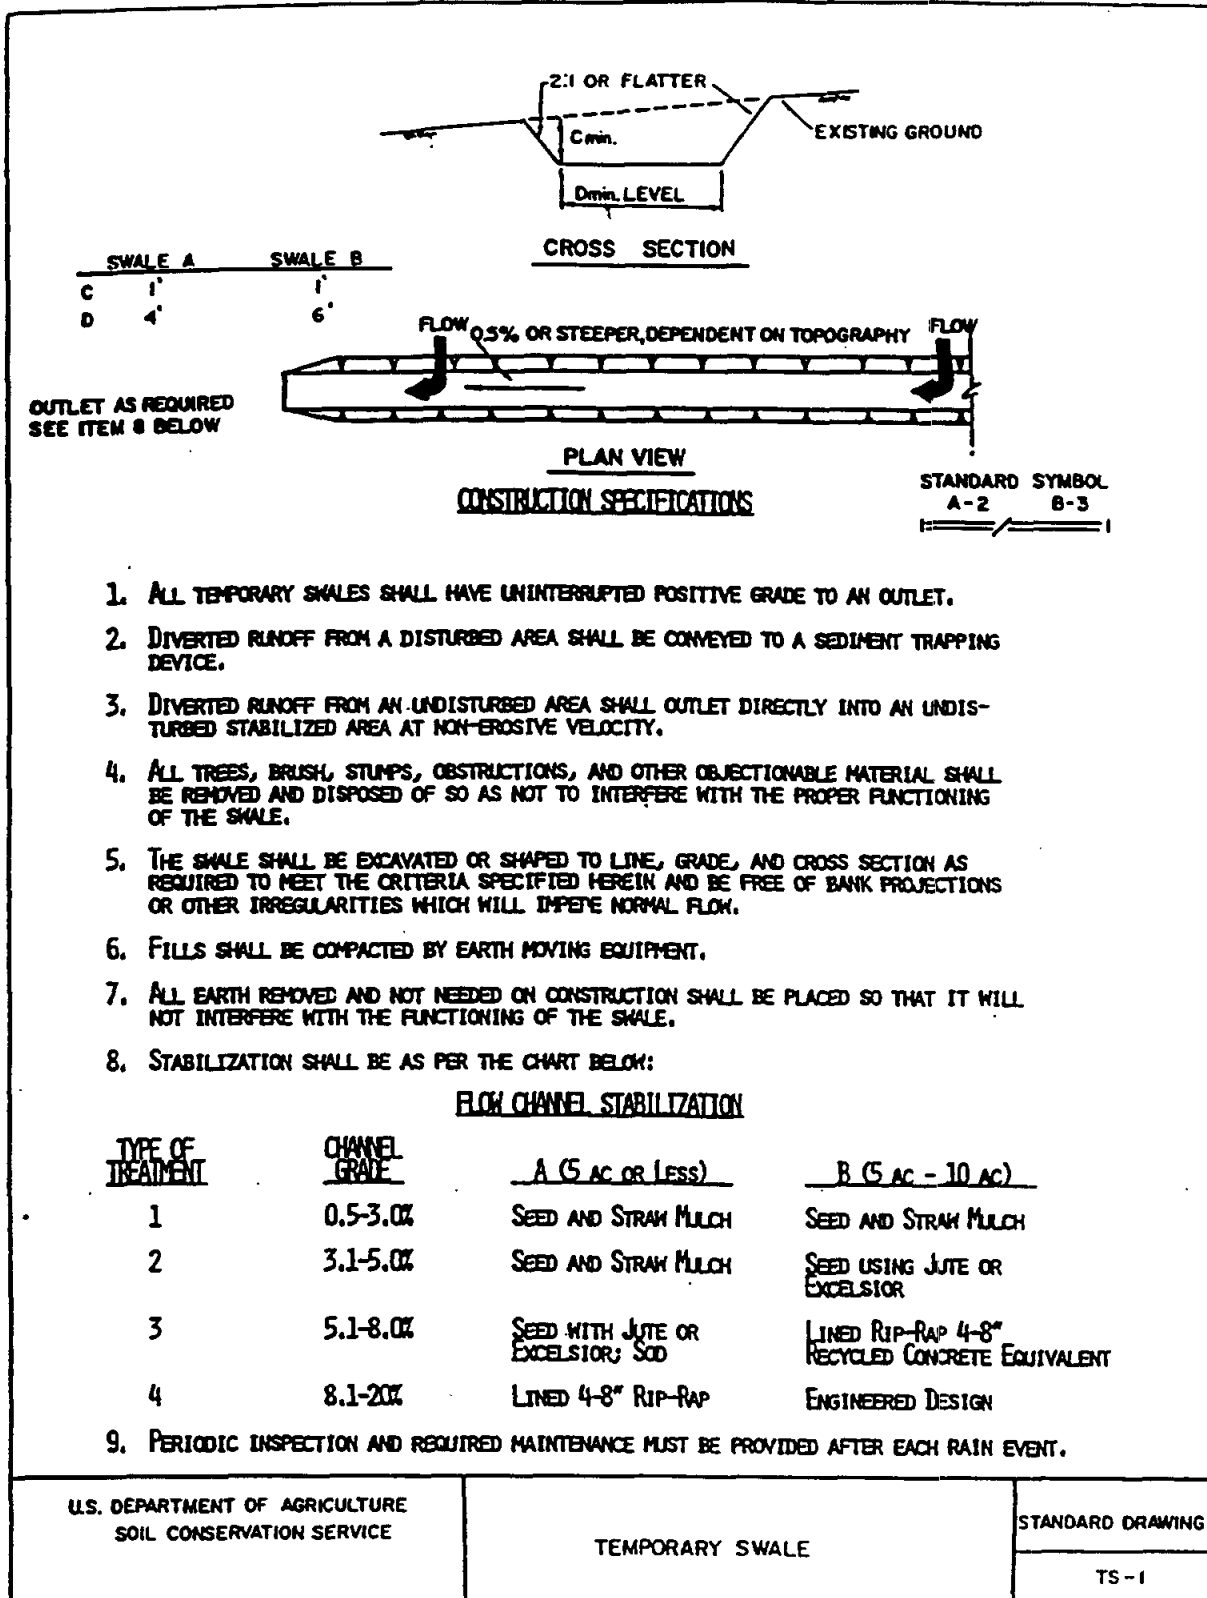 2:1 OR FLATTER
EXISTING GROUND
Cmin.
Dmin. LEVEL
CROSS SECTION
SWALE A SWALE B
C 1' 1'
D 4' 6'
FLOW 0.5% OR STEEPER, DEPENDENT ON TOPOGRAPHY FLOW
OUTLET AS REQUIRED
SEE ITEM 8 BELOW
PLAN VIEW
STANDARD SYMBOL
A-2 B-3
CONSTRUCTION SPECIFICATIONS
1. ALL TEMPORARY SWALES SHALL HAVE UNINTERRUPTED POSITIVE GRADE TO AN OUTLET.
2. DIVERTED RUNOFF FROM A DISTURBED AREA SHALL BE CONVEYED TO A SEDIMENT TRAPPING
DEVICE.
3. DIVERTED RUNOFF FROM AN UNDISTURBED AREA SHALL OUTLET DIRECTLY INTO AN UNDIS-
TURBED STABILIZED AREA AT NON-EROSIVE VELOCITY.
4. ALL TREES, BRUSH, STUMPS, OBSTRUCTIONS, AND OTHER OBJECTIONABLE MATERIAL SHALL
BE REMOVED AND DISPOSED OF SO AS NOT TO INTERFERE WITH THE PROPER FUNCTIONING
OF THE SWALE.
5. THE SWALE SHALL BE EXCAVATED OR SHAPED TO LINE, GRADE, AND CROSS SECTION AS
REQUIRED TO MEET THE CRITERIA SPECIFIED HEREIN AND BE FREE OF BANK PROJECTIONS
OR OTHER IRREGULARITIES WHICH WILL IMPEDE NORMAL FLOW.
6. FILLS SHALL BE COMPACTED BY EARTH MOVING EQUIPMENT.
7. ALL EARTH REMOVED AND NOT NEEDED ON CONSTRUCTION SHALL BE PLACED SO THAT IT WILL
NOT INTERFERE WITH THE FUNCTIONING OF THE SWALE.
8. STABILIZATION SHALL BE AS PER THE CHART BELOW:
FLOW CHANNEL STABILIZATION
TYPE OF CHANNEL
TREATMENT GRADE A (5 AC OR LESS) B (5 AC - 10 AC)
1 0.5-3.0% SEED AND STRAW MULCH SEED AND STRAW MULCH
2 3.1-5.0% SEED AND STRAW MULCH SEED USING JUTE OR
EXCELSIOR
3 5.1-8.0% SEED WITH JUTE OR LINED RIP-RAP 4-8"
EXCELSIOR; SOD RECYCLED CONCRETE EQUIVALENT
4 8.1-20% LINED 4-8" RIP-RAP ENGINEERED DESIGN
9. PERIODIC INSPECTION AND REQUIRED MAINTENANCE MUST BE PROVIDED AFTER EACH RAIN EVENT.
U.S. DEPARTMENT OF AGRICULTURE
SOIL CONSERVATION SERVICE
TEMPORARY SWALE
STANDARD DRAWING
TS-1